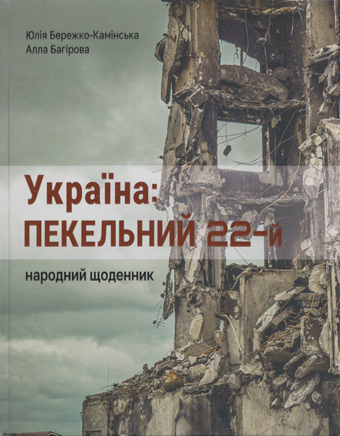 Юлія Бережко-Камінська
Алла Багірова
Україна:
ПЕКЕЛЬНИЙ 22-й
народний щоденник